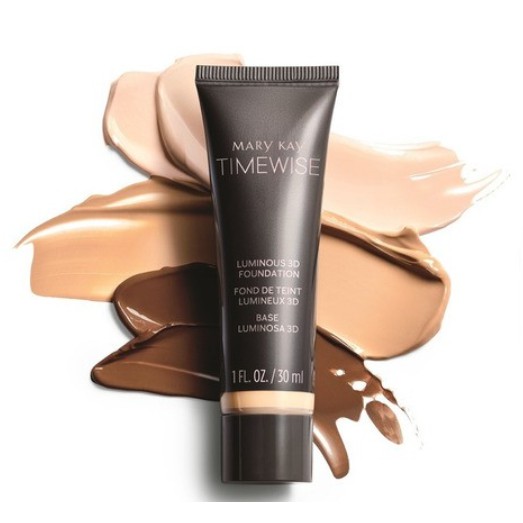 MARY KAY
TIMEWISE
LUMINOUS 3D
FOUNDATION
FOND DE TEINT
LUMINEUX 3D
BASE
LUMINOSA 3D
1 FL. OZ. / 30 ml